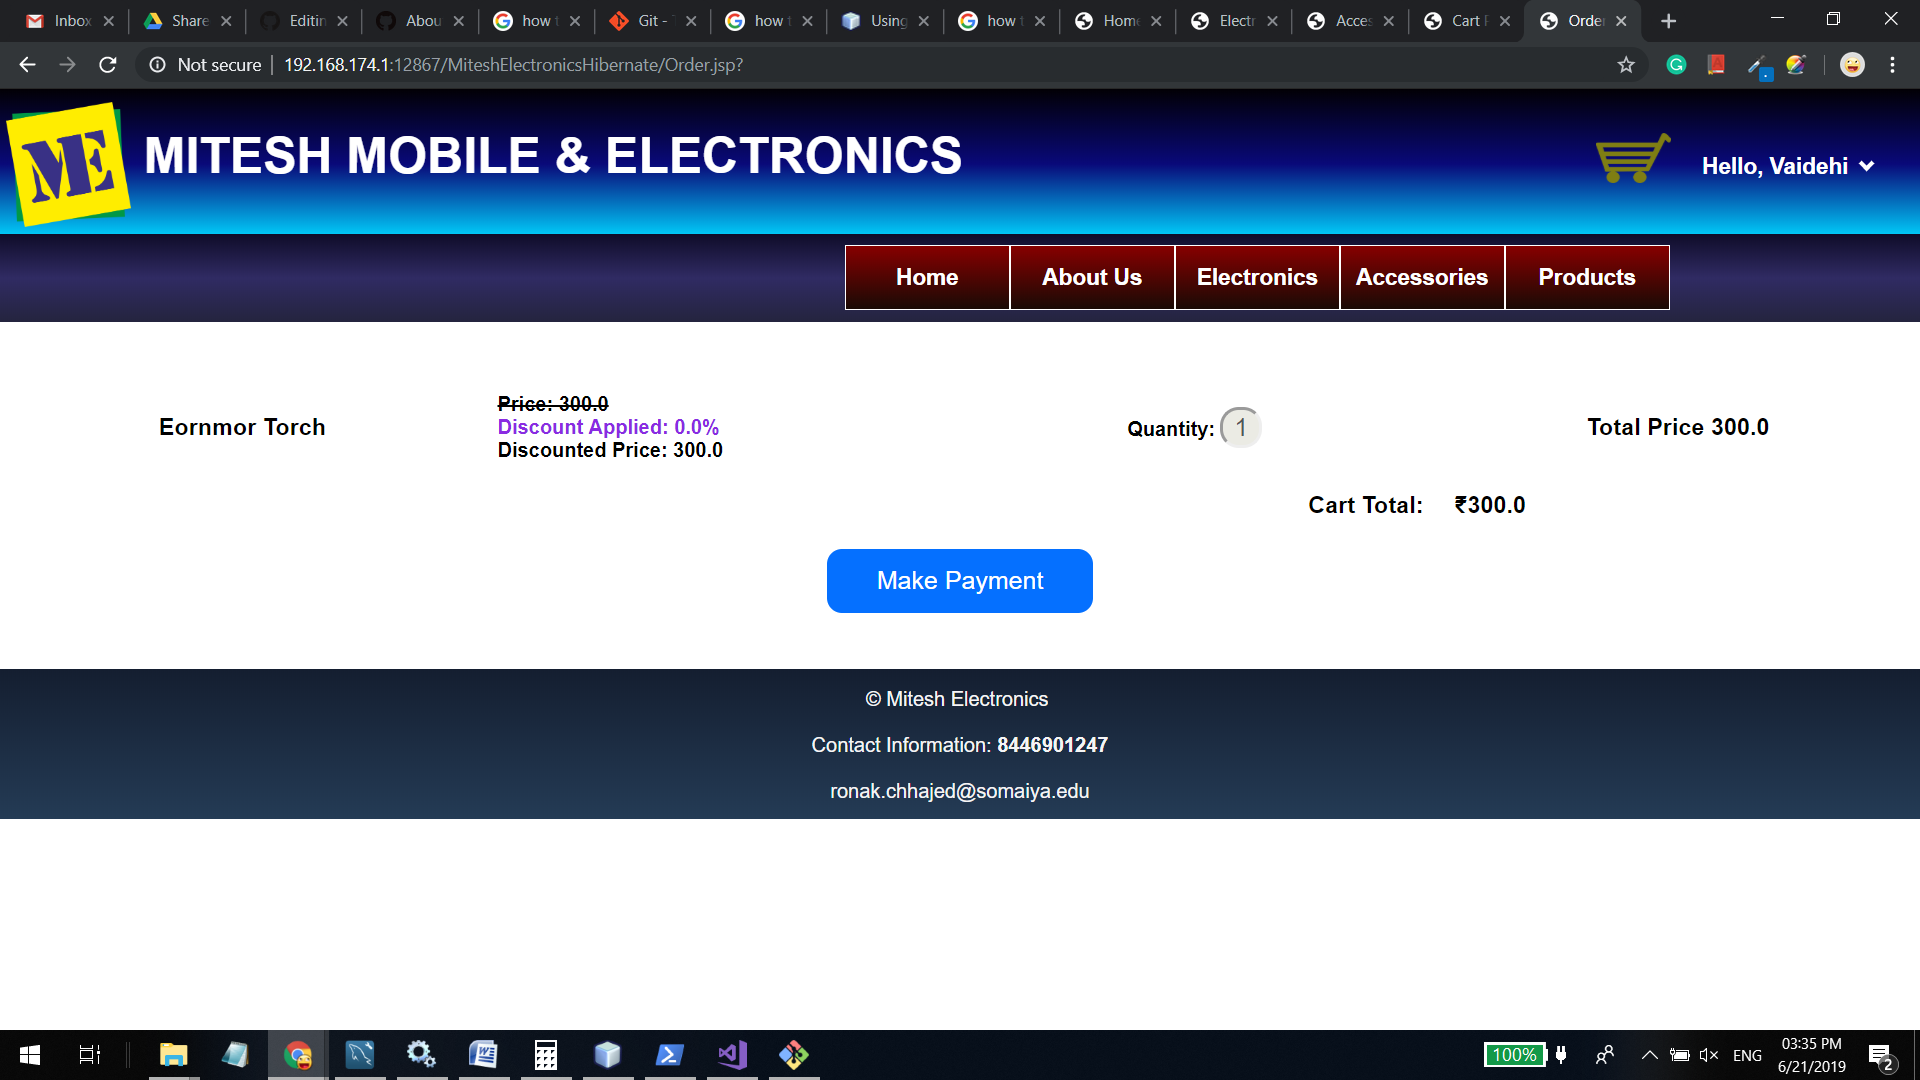 Inbox
Share
Editin
Abou
how t
Git -
how t
Using
how t
Home
Electr
Acces
Cart P
Order
Not secure
192.168.174.1:12867/MiteshElectronicsHibernate/Order.jsp?
ME
MITESH MOBILE & ELECTRONICS
Hello, Vaidehi
Home
About Us
Electronics
Accessories
Products
Eornmor Torch
Price: 300.0
Discount Applied: 0.0%
Discounted Price: 300.0
Quantity: 1
Total Price 300.0
Cart Total: ₹300.0
Make Payment
© Mitesh Electronics
Contact Information: 8446901247
ronak.chhajed@somaiya.edu
100%
ENG
03:35 PM
6/21/2019
2